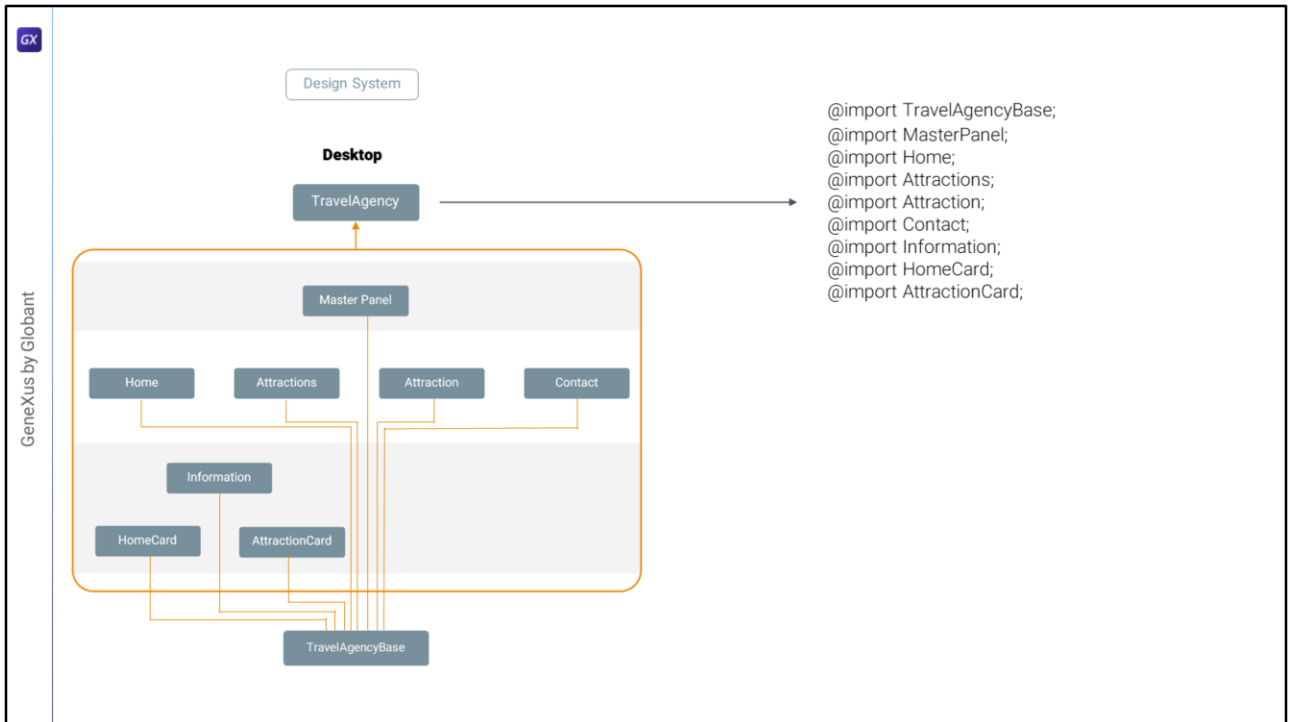 GX
GeneXus by Globant
Design System
Desktop
TravelAgency
Master Panel
Home
Attractions
Attraction
Contact
Information
HomeCard
AttractionCard
TravelAgencyBase
@import TravelAgencyBase;
@import MasterPanel;
@import Home;
@import Attractions;
@import Attraction;
@import Contact;
@import Information;
@import HomeCard;
@import AttractionCard;